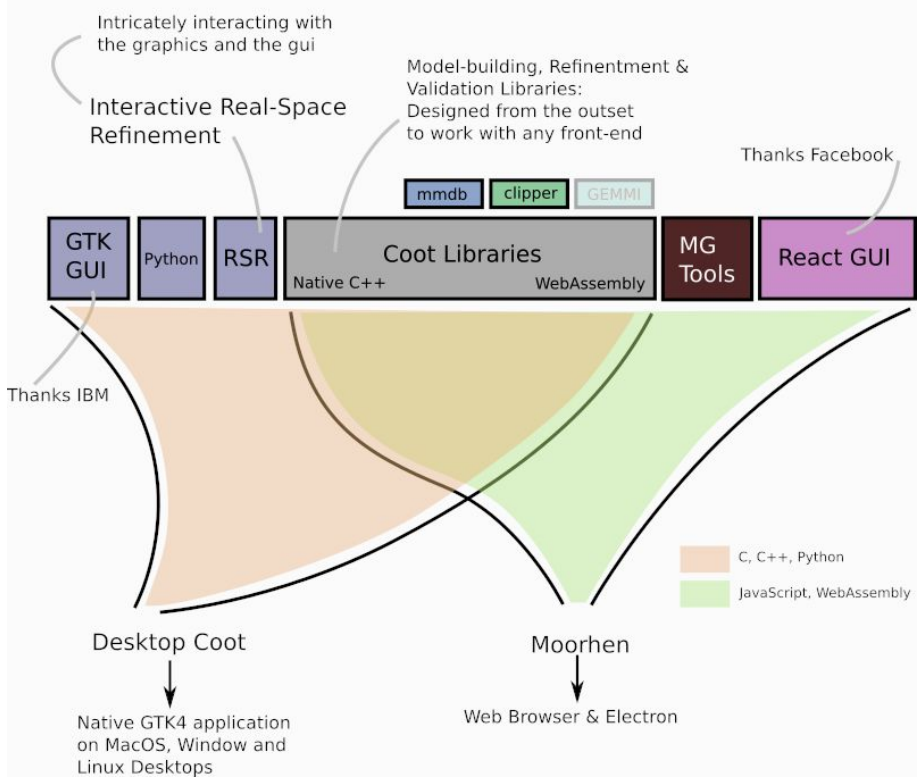 Intricately interacting with
the graphics and the gui
Interactive Real-Space
Refinement
Model-building, Refinentment &
Validation Libraries:
Designed from the outset
to work with any front-end
Thanks Facebook
mmdb
clipper
GEMMI
GTK
GUI
Python
RSR
Coot Libraries
Native C++
WebAssembly
MG
Tools
React GUI
Thanks IBM
C, C++, Python
JavaScript, WebAssembly
Desktop Coot
Moorhen
Native GTK4 application
on MacOS, Window and
Linux Desktops
Web Browser & Electron